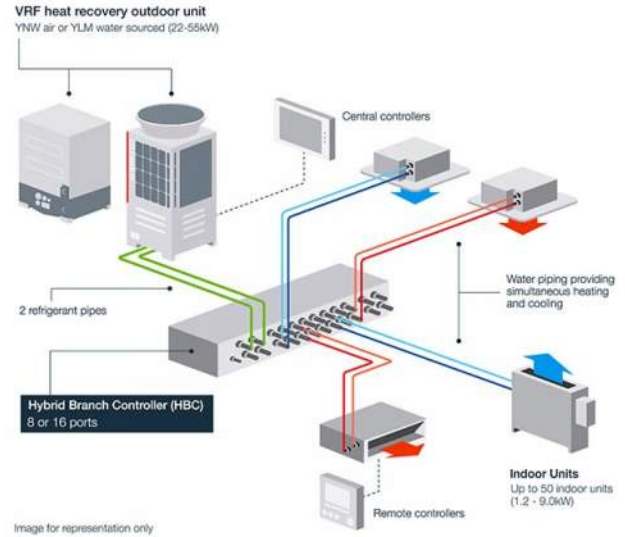 VRF heat recovery outdoor unit
YNW air or YLM water sourced (22-55kW)
Central controllers
2 refrigerant pipes
Water piping providing
simultaneous heating
and cooling
Hybrid Branch Controller (HBC)
8 or 16 ports
Indoor Units
Up to 50 indoor units
(1.2 - 9.0kW)
Remote controllers
Image for representation only